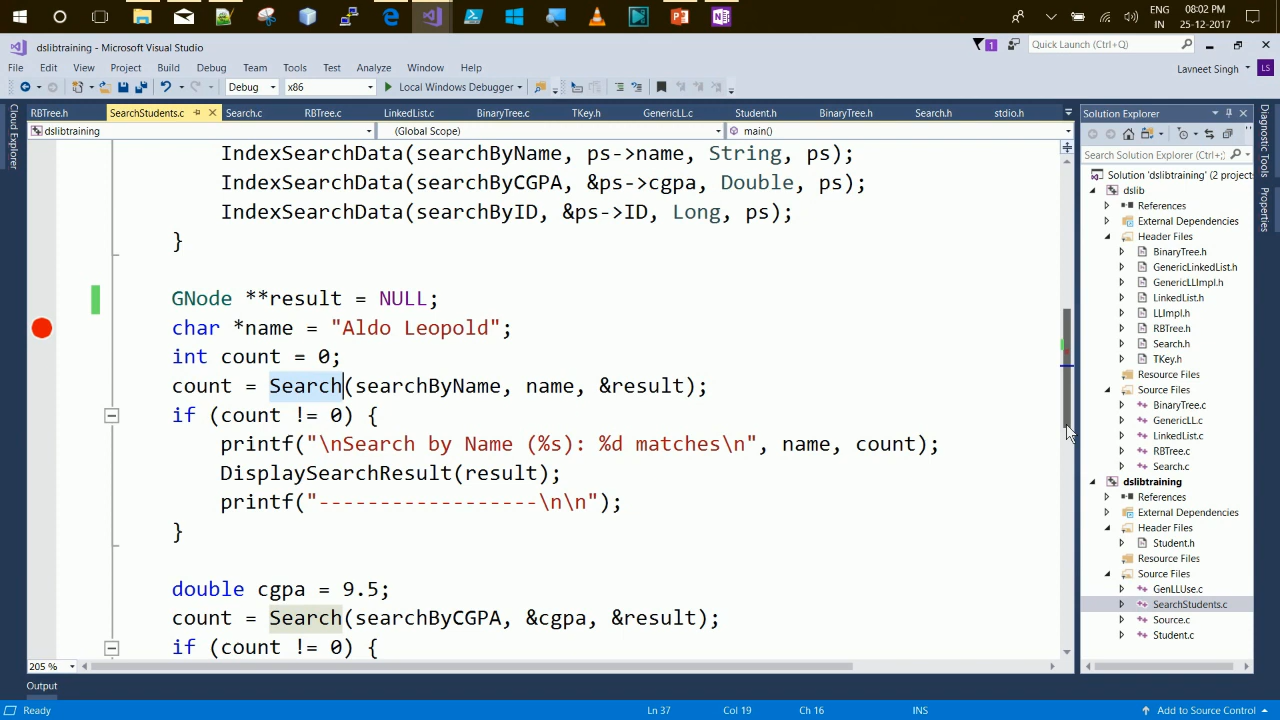 08:02 PM
ENG
IN
25-12-2017
dslibtraining - Microsoft Visual Studio
1
Quick Launch (Ctrl+Q)
File Edit View Project Build Debug Team Tools Test Analyze Window Help
Lavneet Singh LS
Debug x86 Local Windows Debugger
RBTree.h SearchStudents.c Search.c RBTree.c LinkedList.c BinaryTree.c TKey.h GenericLL.c Student.h BinaryTree.h Search.h stdio.h
dslibtraining (Global Scope) main()
Cloud Explorer
IndexSearchData(searchByName, ps->name, String, ps);
IndexSearchData(searchByCGPA, &ps->cgpa, Double, ps);
IndexSearchData(searchByID, &ps->ID, Long, ps);
}
GNode **result = NULL;
char *name = "Aldo Leopold";
int count = 0;
count = Search(searchByName, name, &result);
if (count != 0) {
printf("\nSearch by Name (%s): %d matches\n", name, count);
DisplaySearchResult(result);
printf("------------------\n\n");
}
double cgpa = 9.5;
count = Search(searchByCGPA, &cgpa, &result);
if (count != 0) {
205 %
Solution Explorer
Search Solution Explorer (Ctrl+;)
Solution 'dslibtraining' (2 projects
dslib
References
External Dependencies
Header Files
BinaryTree.h
GenericLinkedList.h
GenericLLImpl.h
LinkedList.h
LLImpl.h
RBTree.h
Search.h
TKey.h
Resource Files
Source Files
BinaryTree.c
GenericLL.c
LinkedList.c
RBTree.c
Search.c
dslibtraining
References
External Dependencies
Header Files
Student.h
Resource Files
Source Files
GenLLUse.c
SearchStudents.c
Source.c
Student.c
Diagnostic Tools
Properties
Output
Ready Ln 37 Col 19 Ch 16 INS Add to Source Control